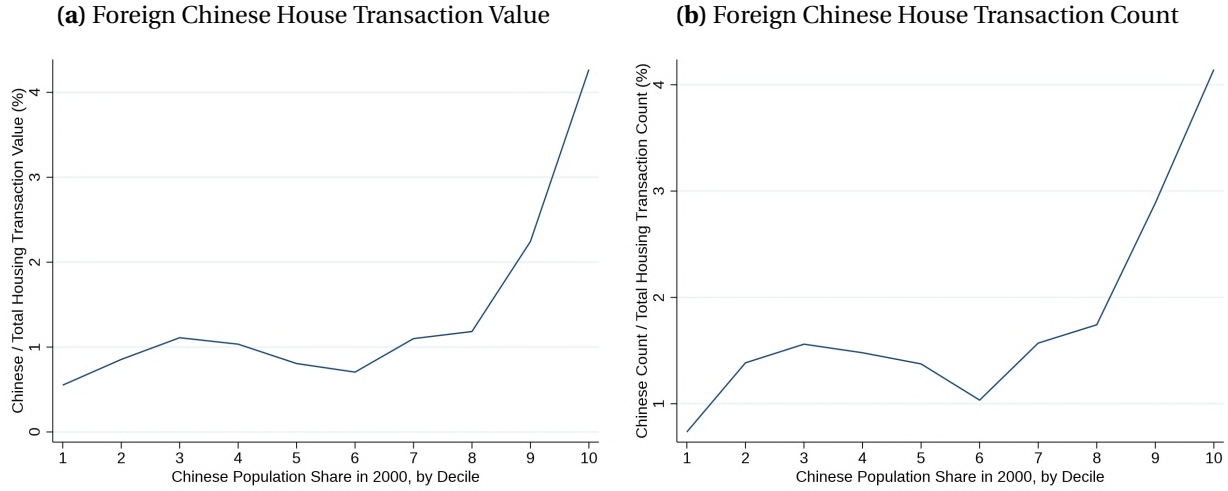 (a) Foreign Chinese House Transaction Value
Chinese / Total Housing Transaction Value (%)
4
3
2
1
0
1 2 3 4 5 6 7 8 9 10
Chinese Population Share in 2000, by Decile
(b) Foreign Chinese House Transaction Count
Chinese Count / Total Housing Transaction Count (%)
4
3
2
1
1 2 3 4 5 6 7 8 9 10
Chinese Population Share in 2000, by Decile